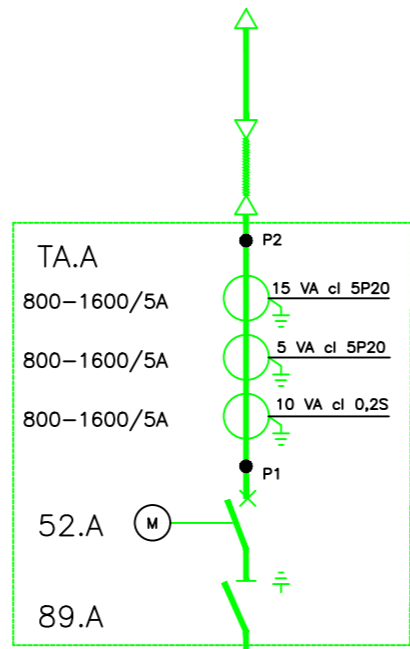 P2
TA.A
15 VA cl 5P20
800-1600/5A
5 VA cl 5P20
800-1600/5A
10 VA cl 0,2S
800-1600/5A
P1
52.A
M
89.A